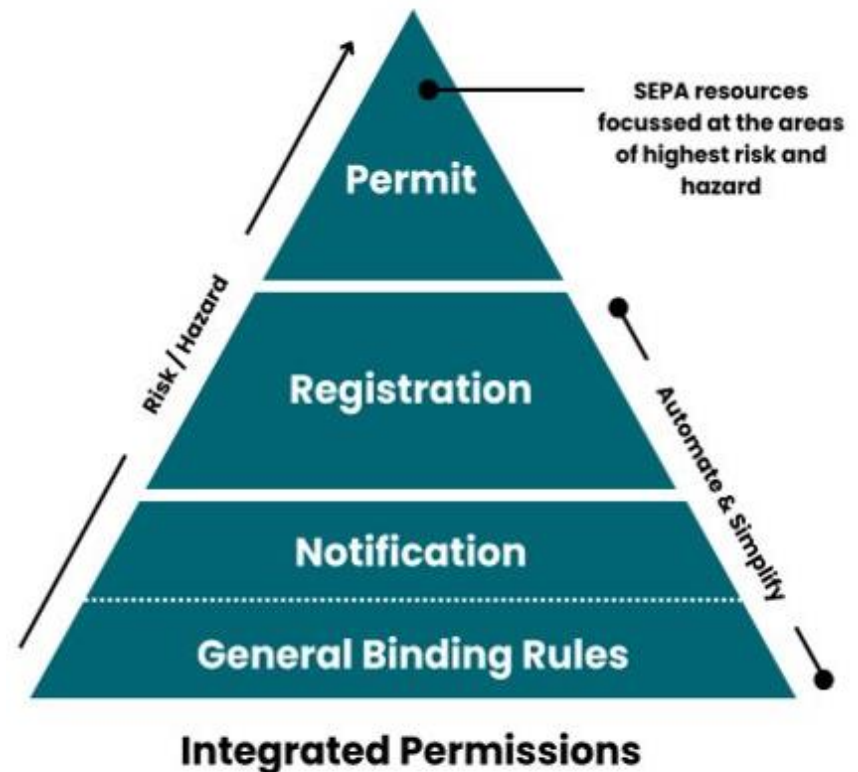 SEPA resources
focussed at the areas
of highest risk and
hazard
Permit
Risk / Hazard
Registration
Automate & Simplify
Notification
General Binding Rules
Integrated Permissions